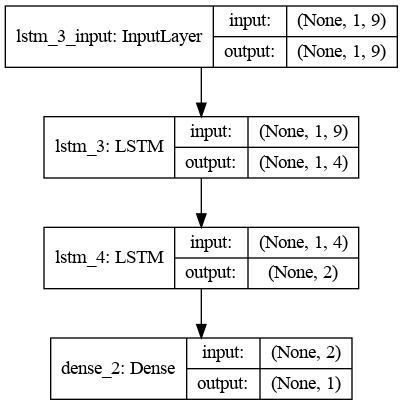 lstm_3_input: InputLayer
input: (None, 1, 9)
output: (None, 1, 9)
lstm_3: LSTM
input: (None, 1, 9)
output: (None, 1, 4)
lstm_4: LSTM
input: (None, 1, 4)
output: (None, 2)
dense_2: Dense
input: (None, 2)
output: (None, 1)